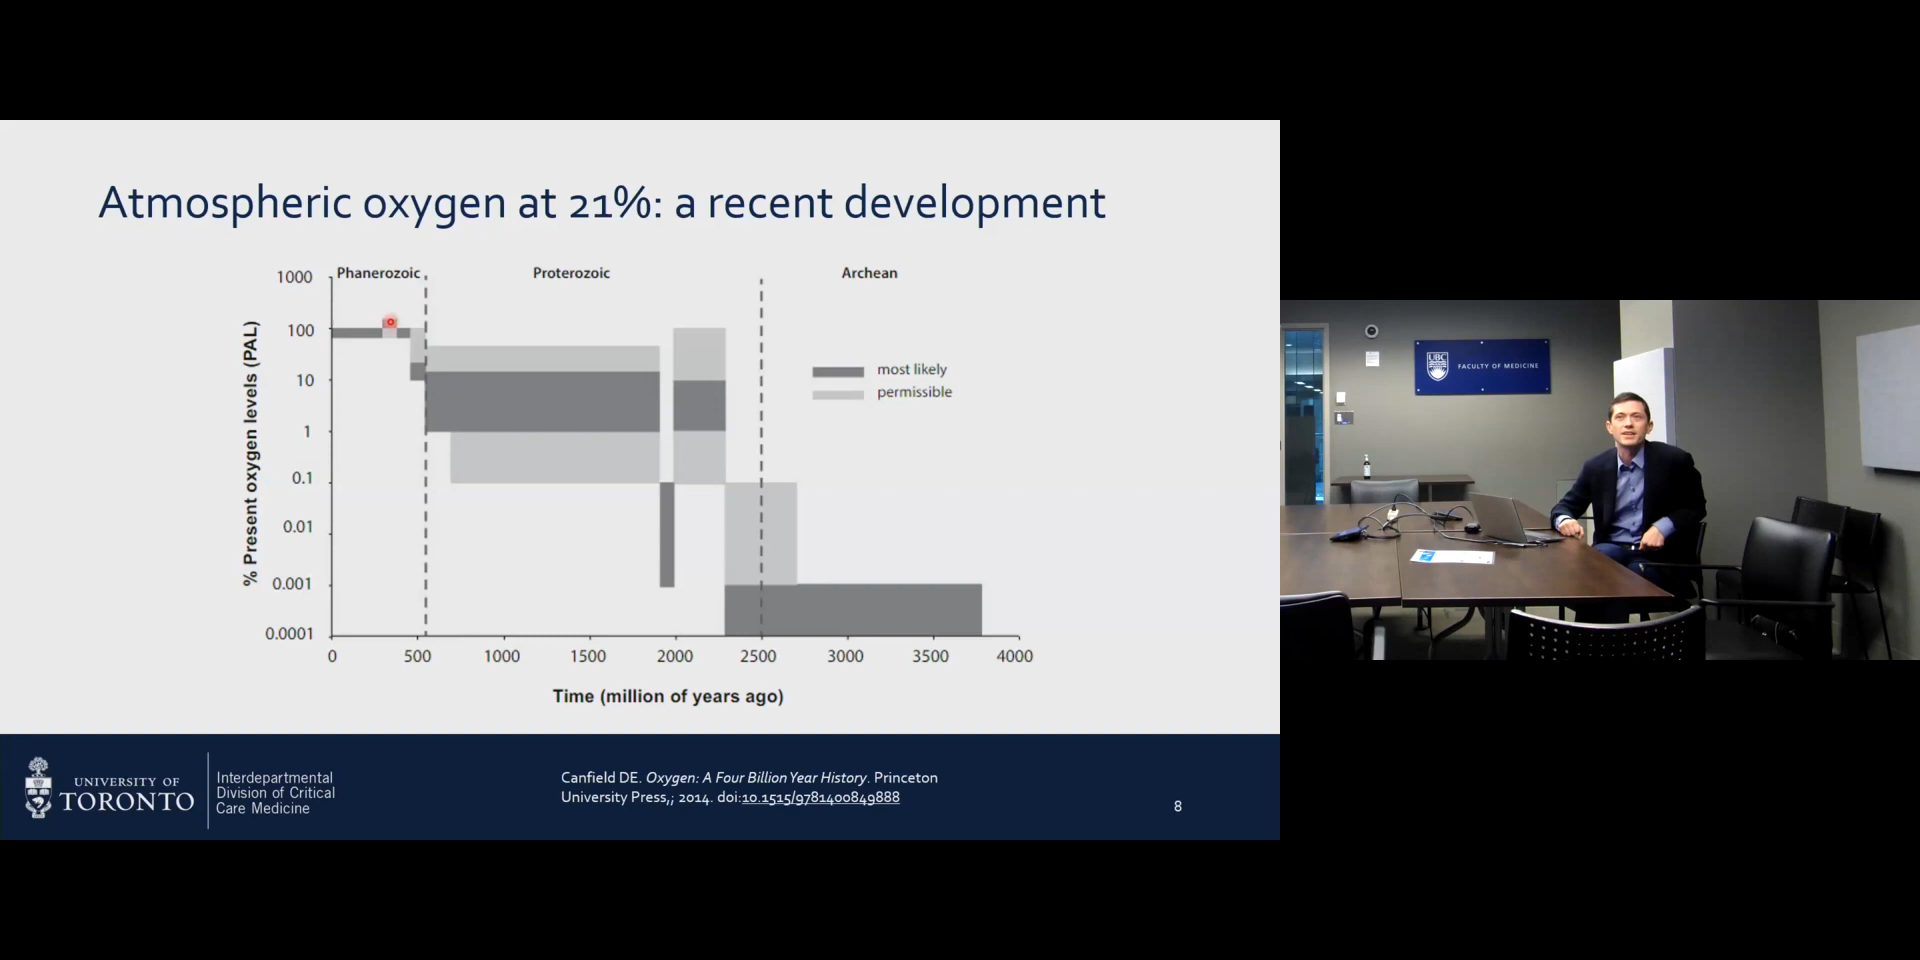 Atmospheric oxygen at 21%: a recent development
Phanerozoic
Proterozoic
Archean
% Present oxygen levels (PAL)
1000
100
10
1
0.1
0.01
0.001
0.0001
most likely
permissible
0
500
1000
1500
2000
2500
3000
3500
4000
Time (million of years ago)
UNIVERSITY OF
TORONTO
Interdepartmental
Division of Critical
Care Medicine
Canfield DE. Oxygen: A Four Billion Year History. Princeton
University Press,; 2014. doi:10.1515/9781400849888
8
UBC
FACULTY OF MEDICINE